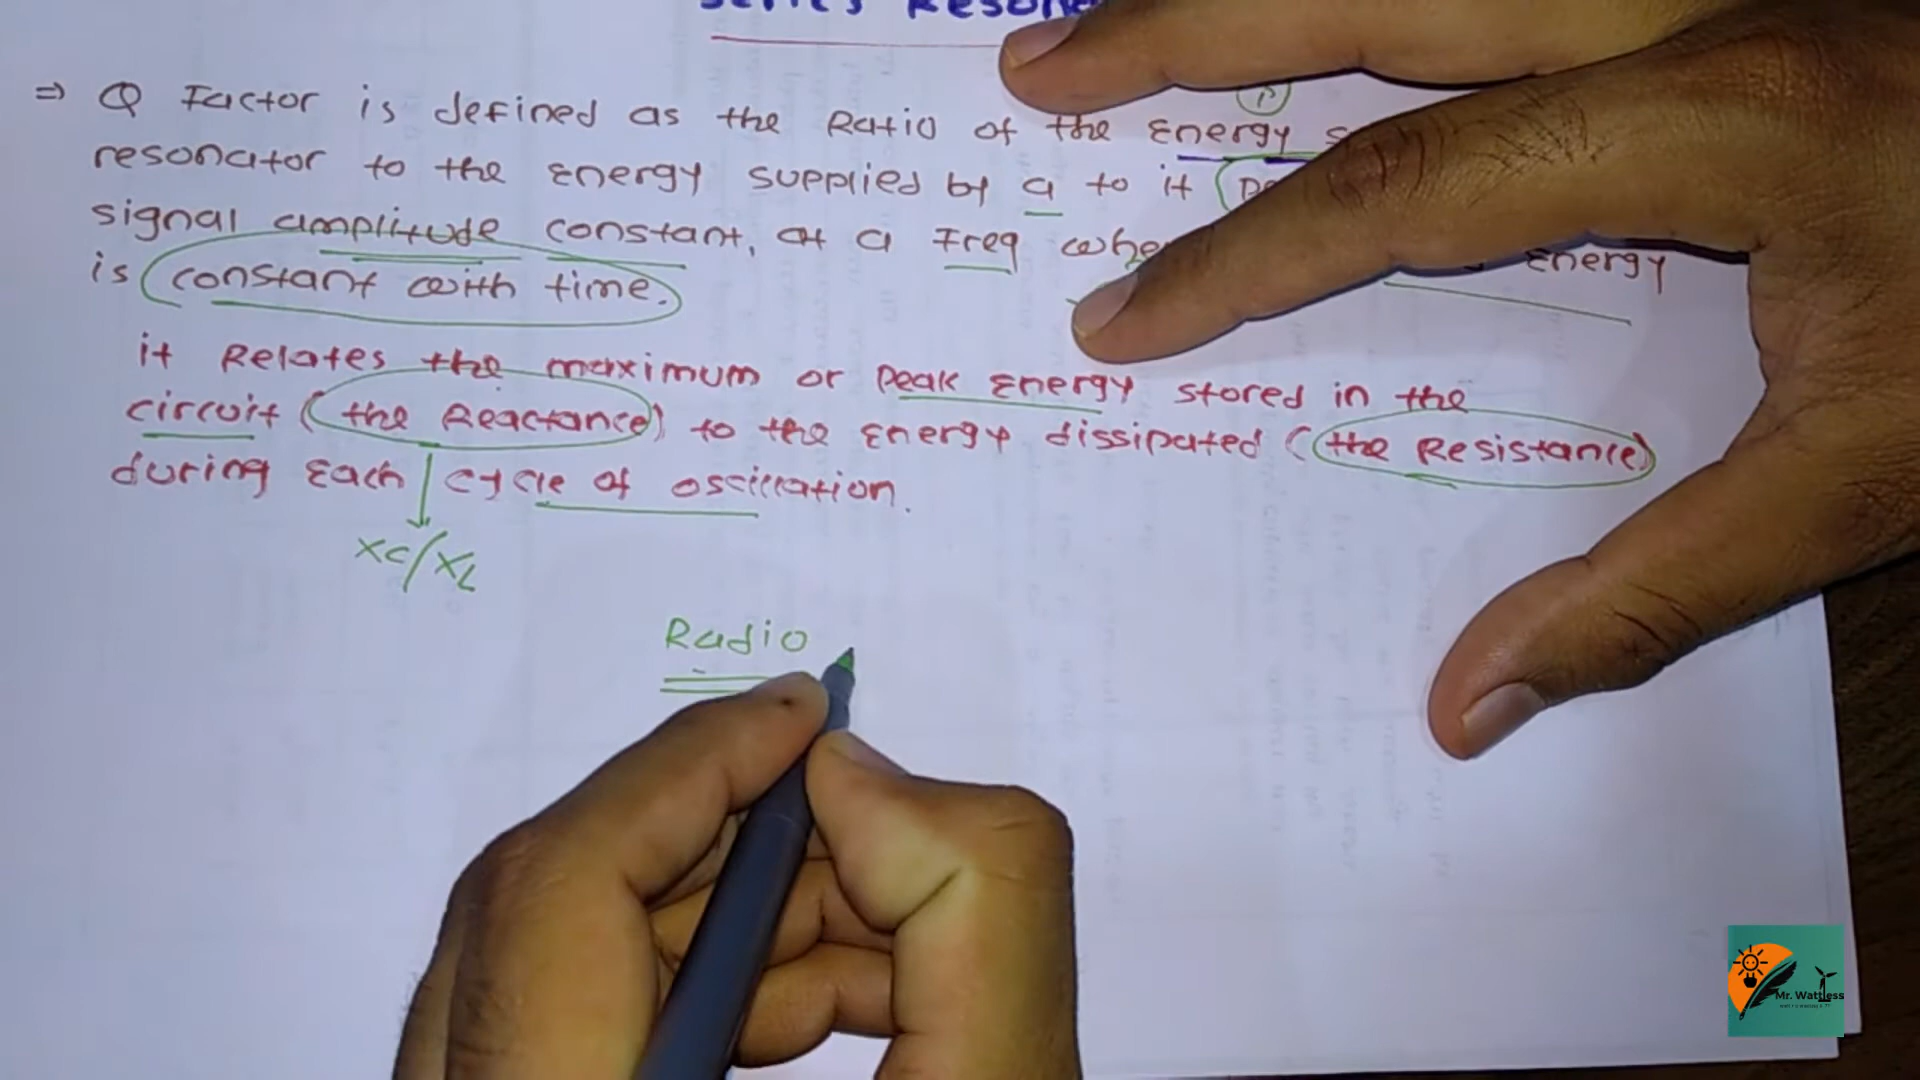 series Reson
⇒ Q Factor is defined as the Ratio of the Energy
resonator to the Energy supplied by a to it
signal amplitude constant, at a Freq whe Energy
is constant with time.
it Relates the maximum or peak Energy stored in the
circuit (the Reactance) to the Energy dissipated (the Resistance)
during Each cycle of oscillation.
XC/XL
Radio
Mr. Wattless